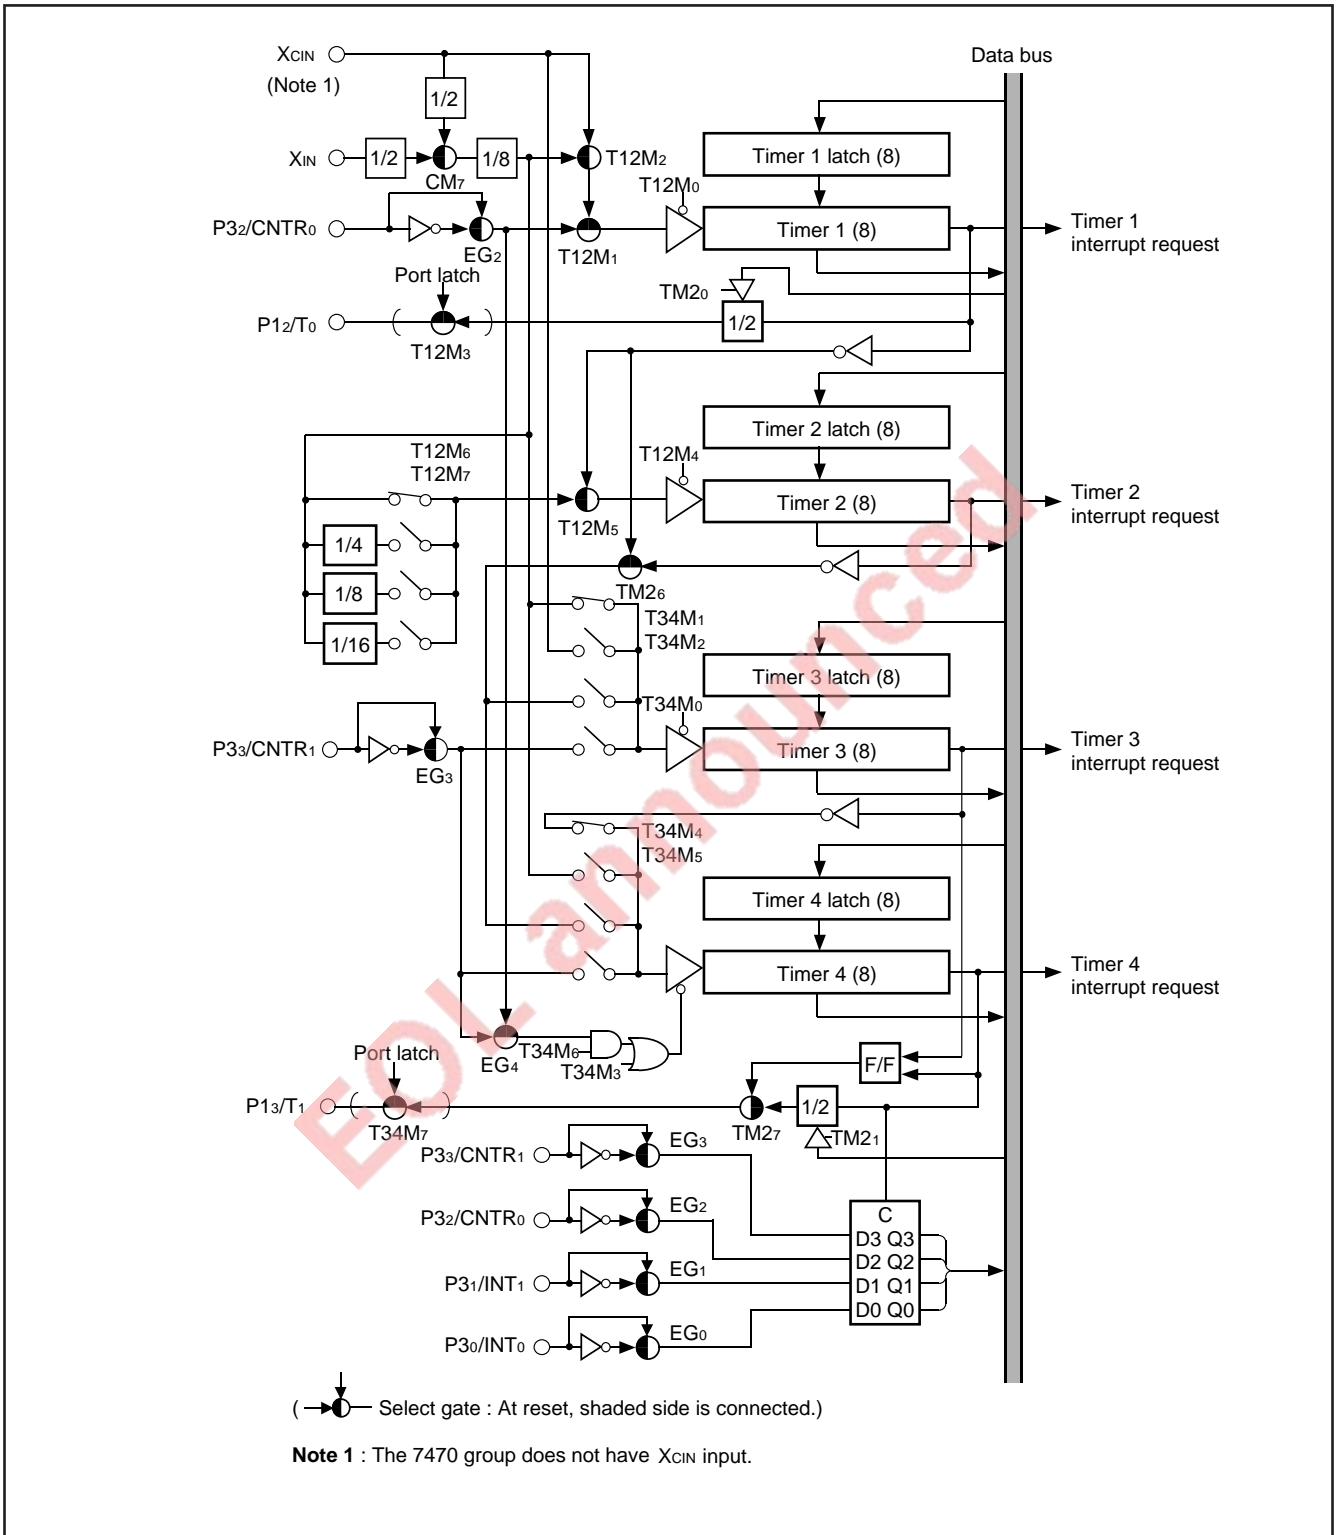 XCIN
(Note 1)
Data bus
1/2
Timer 1 latch (8)
XIN
1/2
1/8
T12M2
CM7
T12M0
P32/CNTR0
Timer 1 (8)
Timer 1
interrupt request
EG2
T12M1
Port latch
TM20
P12/T0
1/2
T12M3
Timer 2 latch (8)
T12M6
T12M7
T12M4
Timer 2 (8)
Timer 2
interrupt request
T12M5
1/4
TM26
1/8
T34M1
T34M2
1/16
Timer 3 latch (8)
T34M0
P33/CNTR1
Timer 3 (8)
Timer 3
interrupt request
EG3
T34M4
T34M5
Timer 4 latch (8)
Timer 4 (8)
Timer 4
interrupt request
EG4
T34M6
T34M3
Port latch
F/F
P13/T1
1/2
T34M7
TM27
TM21
P33/CNTR1
EG3
P32/CNTR0
EG2
C
D3 Q3
D2 Q2
P31/INT1
EG1
D1 Q1
D0 Q0
P30/INT0
EG0
( Select gate : At reset, shaded side is connected.)
Note 1 : The 7470 group does not have XCIN input.
EOL announced